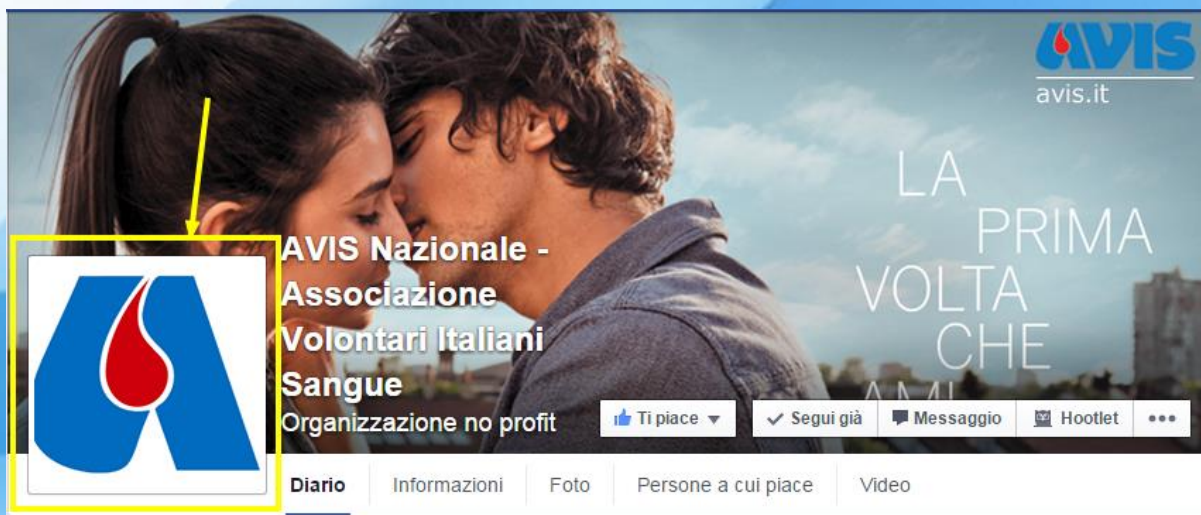 AVIS
avis.it
LA
PRIMA
VOLTA
CHE
AMI
AVIS Nazionale -
Associazione
Volontari Italiani
Sangue
Organizzazione no profit
Ti piace
Segui già
Messaggio
Hootlet
Diario
Informazioni
Foto
Persone a cui piace
Video